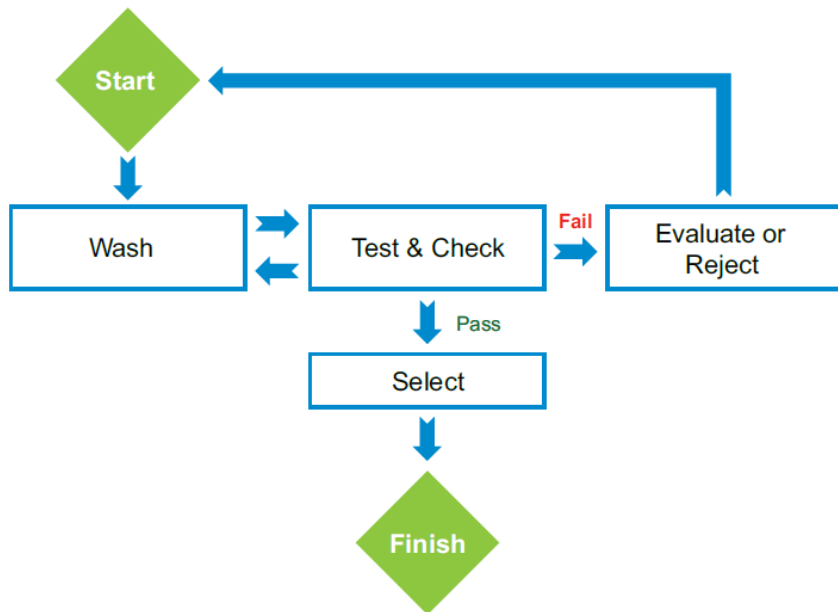 Start
Wash
Test & Check
Fail
Evaluate or
Reject
Pass
Select
Finish